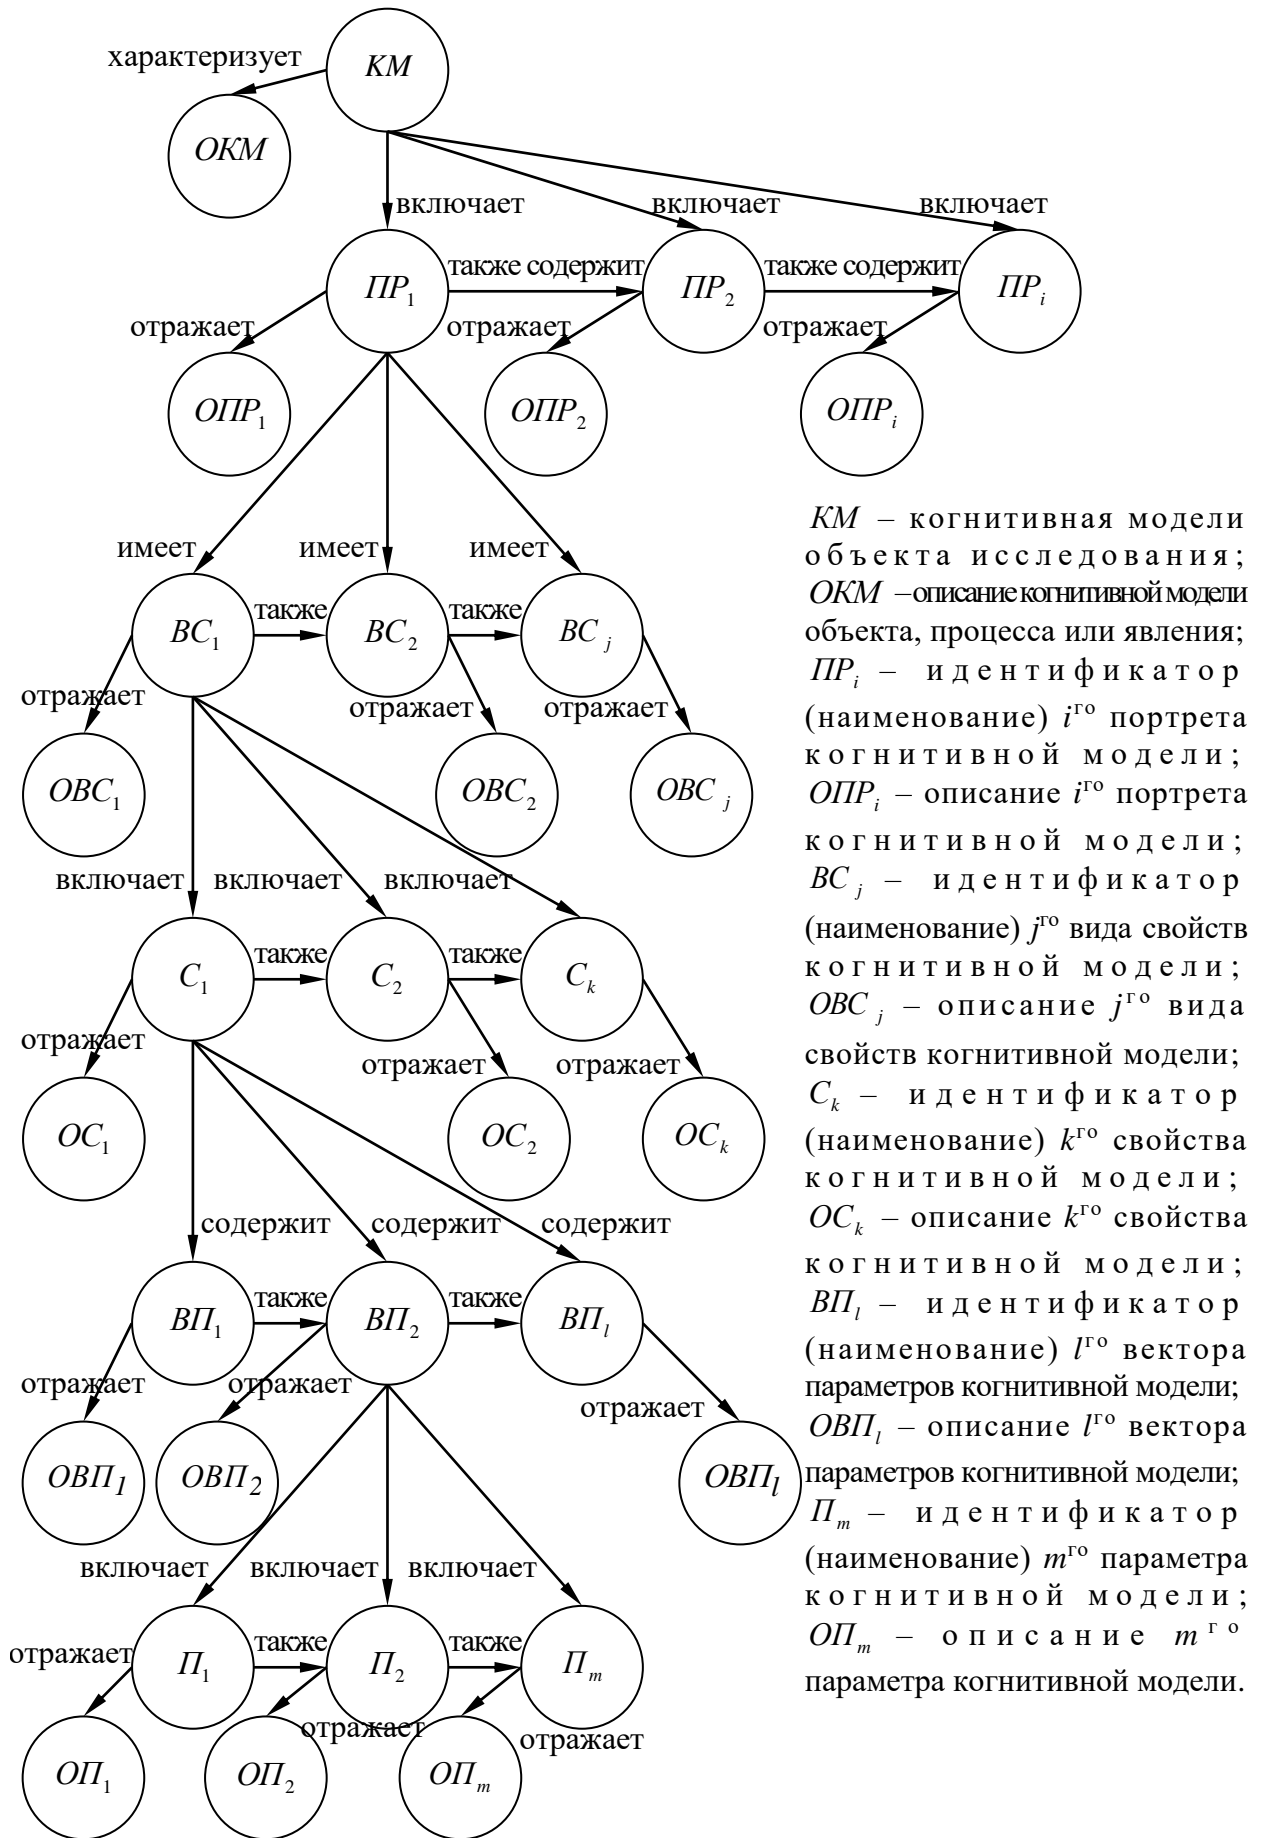 характеризует
КМ
ОКМ
включает включает включает
ПР₁ также содержит ПР₂ также содержит ПРᵢ
отражает отражает отражает
ОПР₁ ОПР₂ ОПРᵢ
имеет имеет имеет
ВС₁ также ВС₂ также ВСⱼ
отражает отражает отражает
ОВС₁ ОВС₂ ОВСⱼ
включает включает включает
С₁ также С₂ также Сₖ
отражает отражает отражает
ОС₁ ОС₂ ОСₖ
содержит содержит содержит
ВП₁ также ВП₂ также ВПₗ
отражает отражает отражает
ОВП₁ ОВП₂ ОВПₗ
включает включает включает
отражает П₁ также П₂ также Пₘ
отражает отражает
ОП₁ ОП₂ ОПₘ
КМ – когнитивная модели
объекта исследования;
ОКМ – описание когнитивной модели
объекта, процесса или явления;
ПРᵢ – идентификатор
(наименование) iго портрета
когнитивной модели;
ОПРᵢ – описание iго портрета
когнитивной модели;
ВСⱼ – идентификатор
(наименование) jго вида свойств
когнитивной модели;
ОВСⱼ – описание jго вида
свойств когнитивной модели;
Сₖ – идентификатор
(наименование) kго свойства
когнитивной модели;
ОСₖ – описание kго свойства
когнитивной модели;
ВПₗ – идентификатор
(наименование) lго вектора
параметров когнитивной модели;
ОВПₗ – описание lго вектора
параметров когнитивной модели;
Пₘ – идентификатор
(наименование) mго параметра
когнитивной модели;
ОПₘ – описание mго
параметра когнитивной модели.